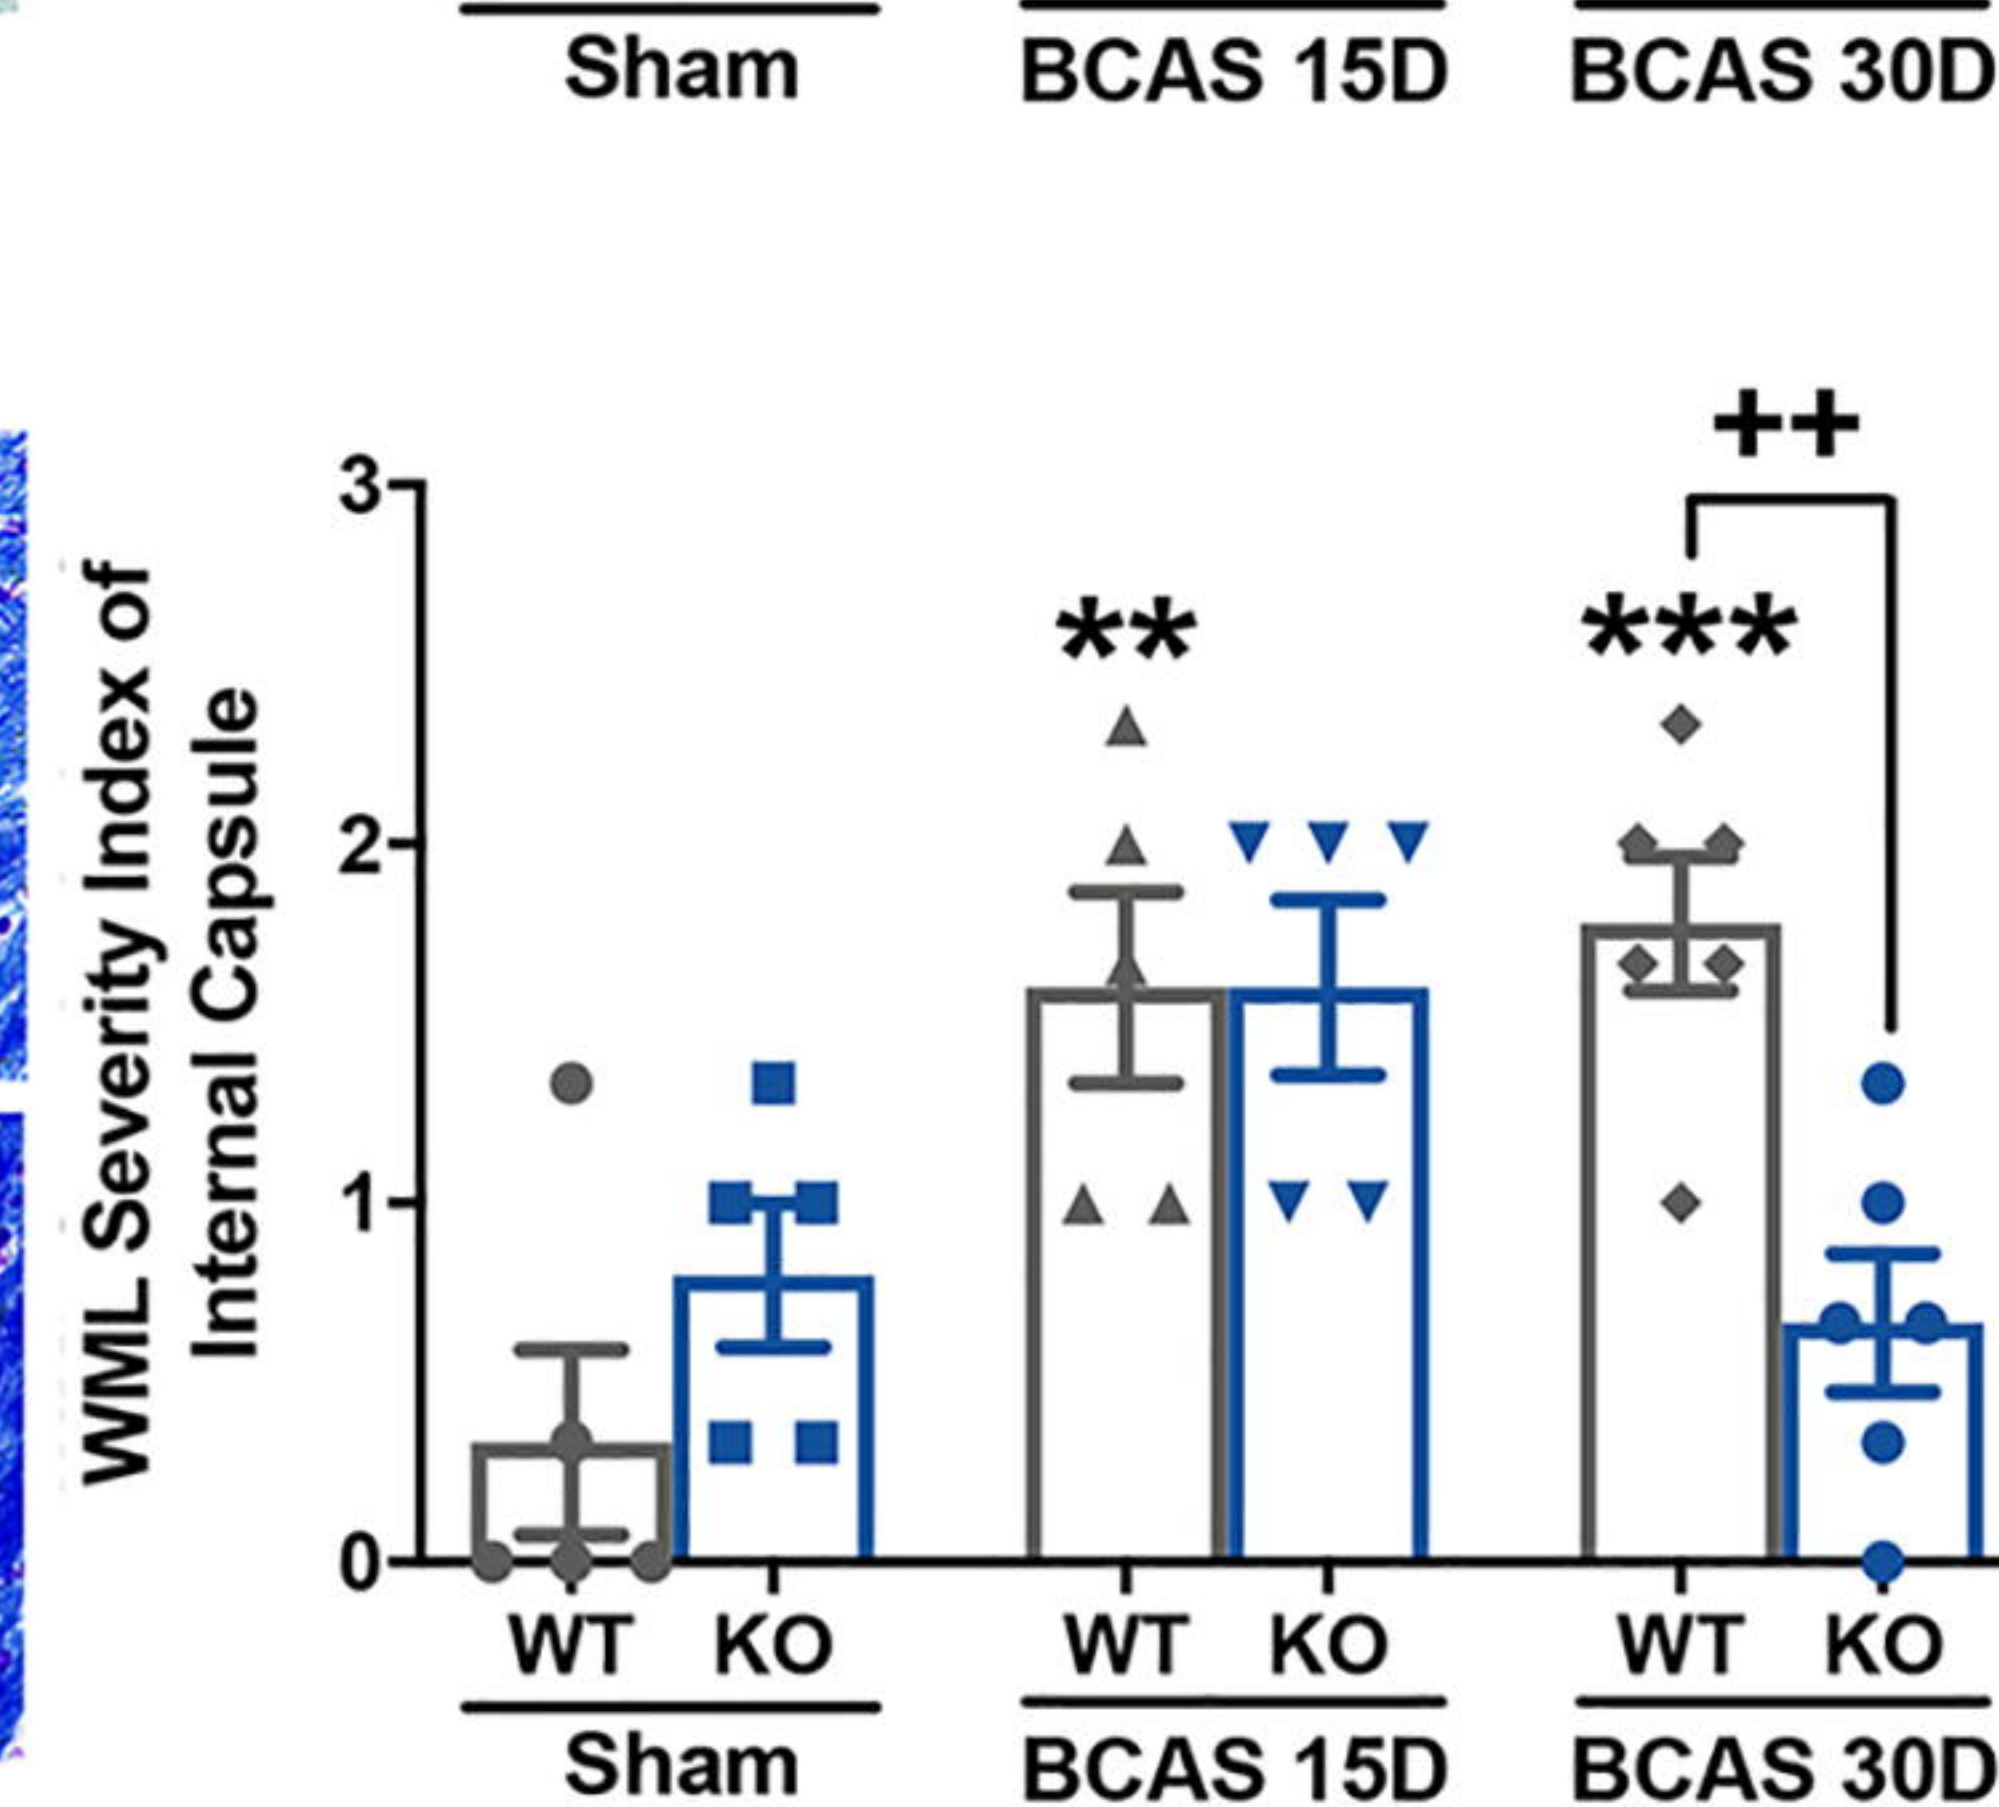 Sham BCAS 15D BCAS 30D
WML Severity Index of
Internal Capsule
++
3
** ***
2
1
0
WT KO WT KO WT KO
Sham BCAS 15D BCAS 30D